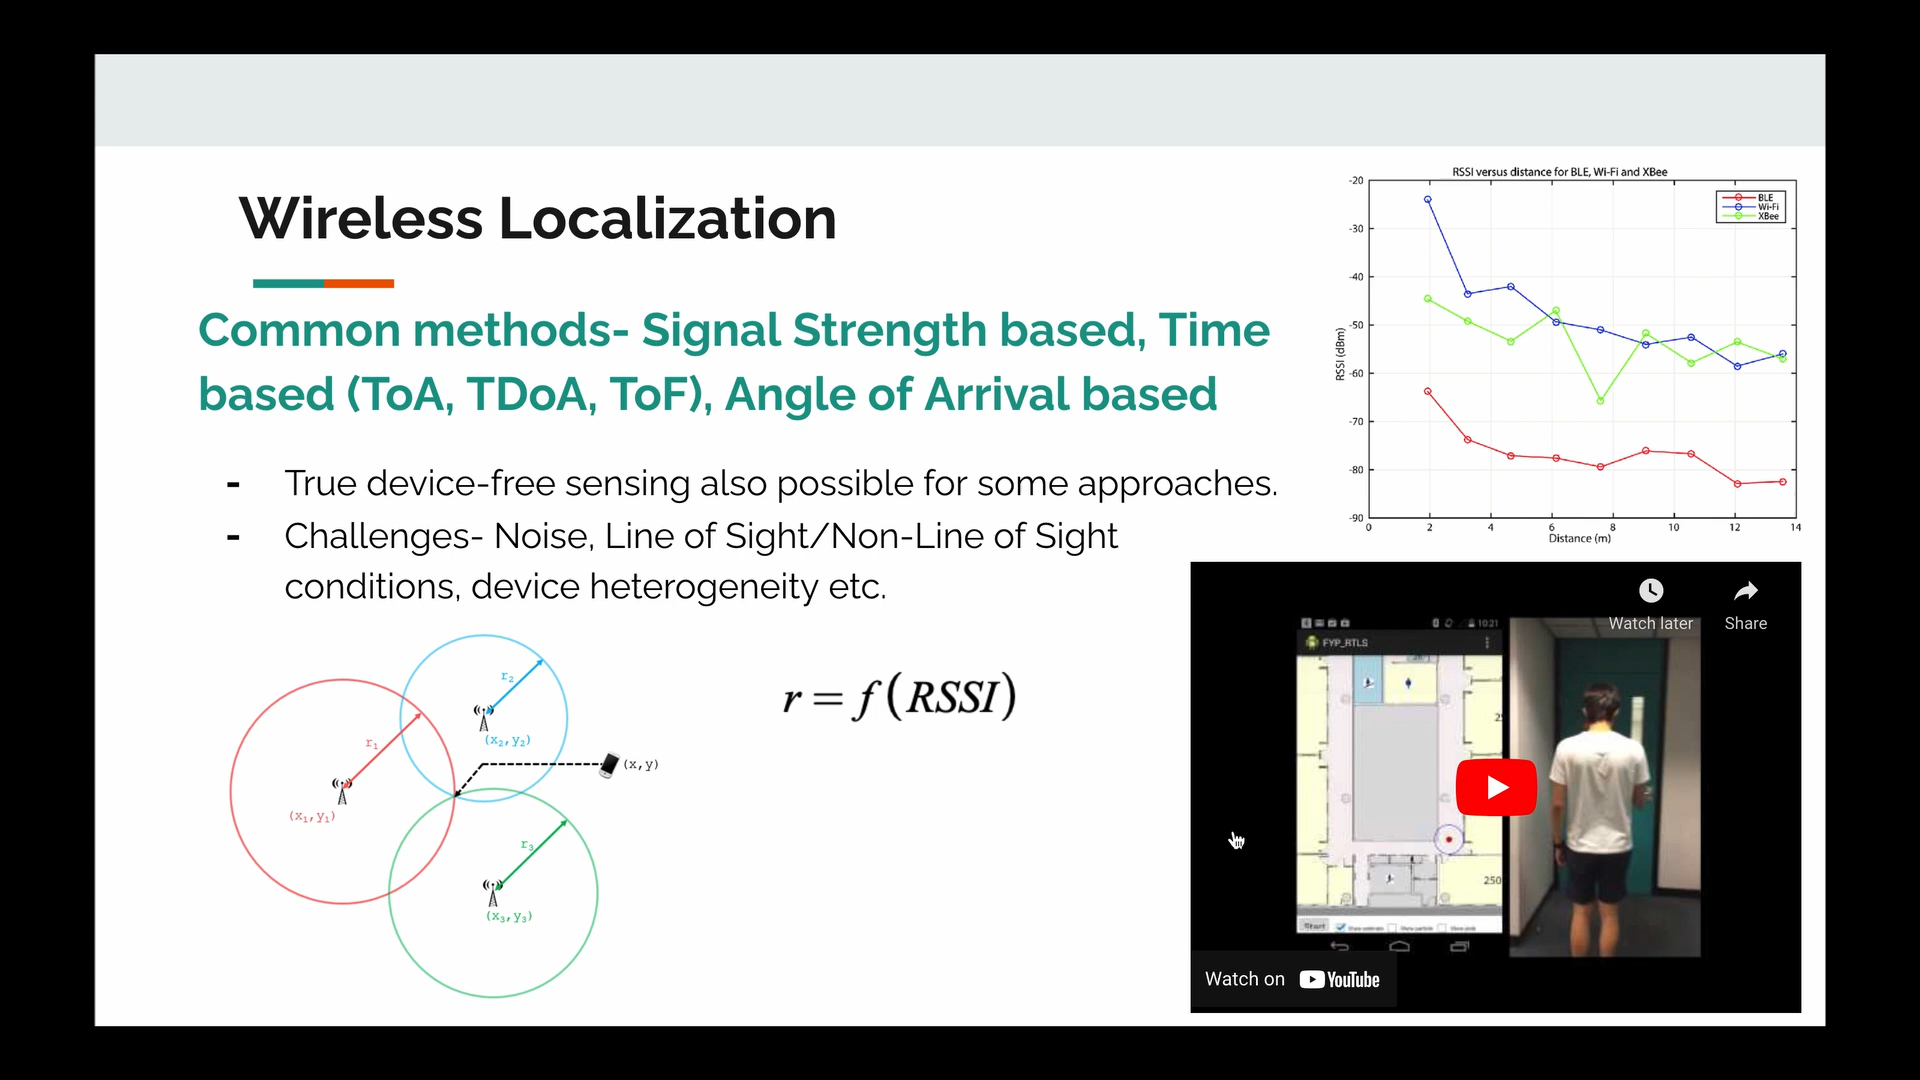 Wireless Localization
Common methods- Signal Strength based, Time
based (ToA, TDoA, ToF), Angle of Arrival based
- True device-free sensing also possible for some approaches.
- Challenges- Noise, Line of Sight/Non-Line of Sight
conditions, device heterogeneity etc.
r₁
(x₁,y₁)
r₂
(x₂,y₂)
(x,y)
r₃
(x₃,y₃)
r = f(RSSI)
RSSI versus distance for BLE, Wi-Fi and XBee
BLE
Wi-Fi
XBee
RSSI (dBm)
-20
-30
-40
-50
-60
-70
-80
-90
0 2 4 6 8 10 12 14
Distance (m)
Watch later
Share
10:21
FYP_RTLS
250
Start
Watch on YouTube